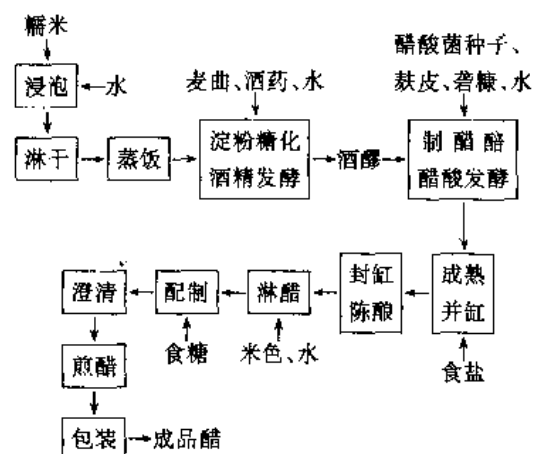 糯米
浸泡
水
淋干
蒸饭
麦曲、酒药、水
淀粉糖化
酒精发酵
酒醪
醋酸菌种子、
麸皮、砻糠、水
制醋醅
醋酸发酵
成熟
并缸
食盐
封缸
陈酿
淋醋
米色、水
配制
食糖
澄清
煎醋
包装
成品醋